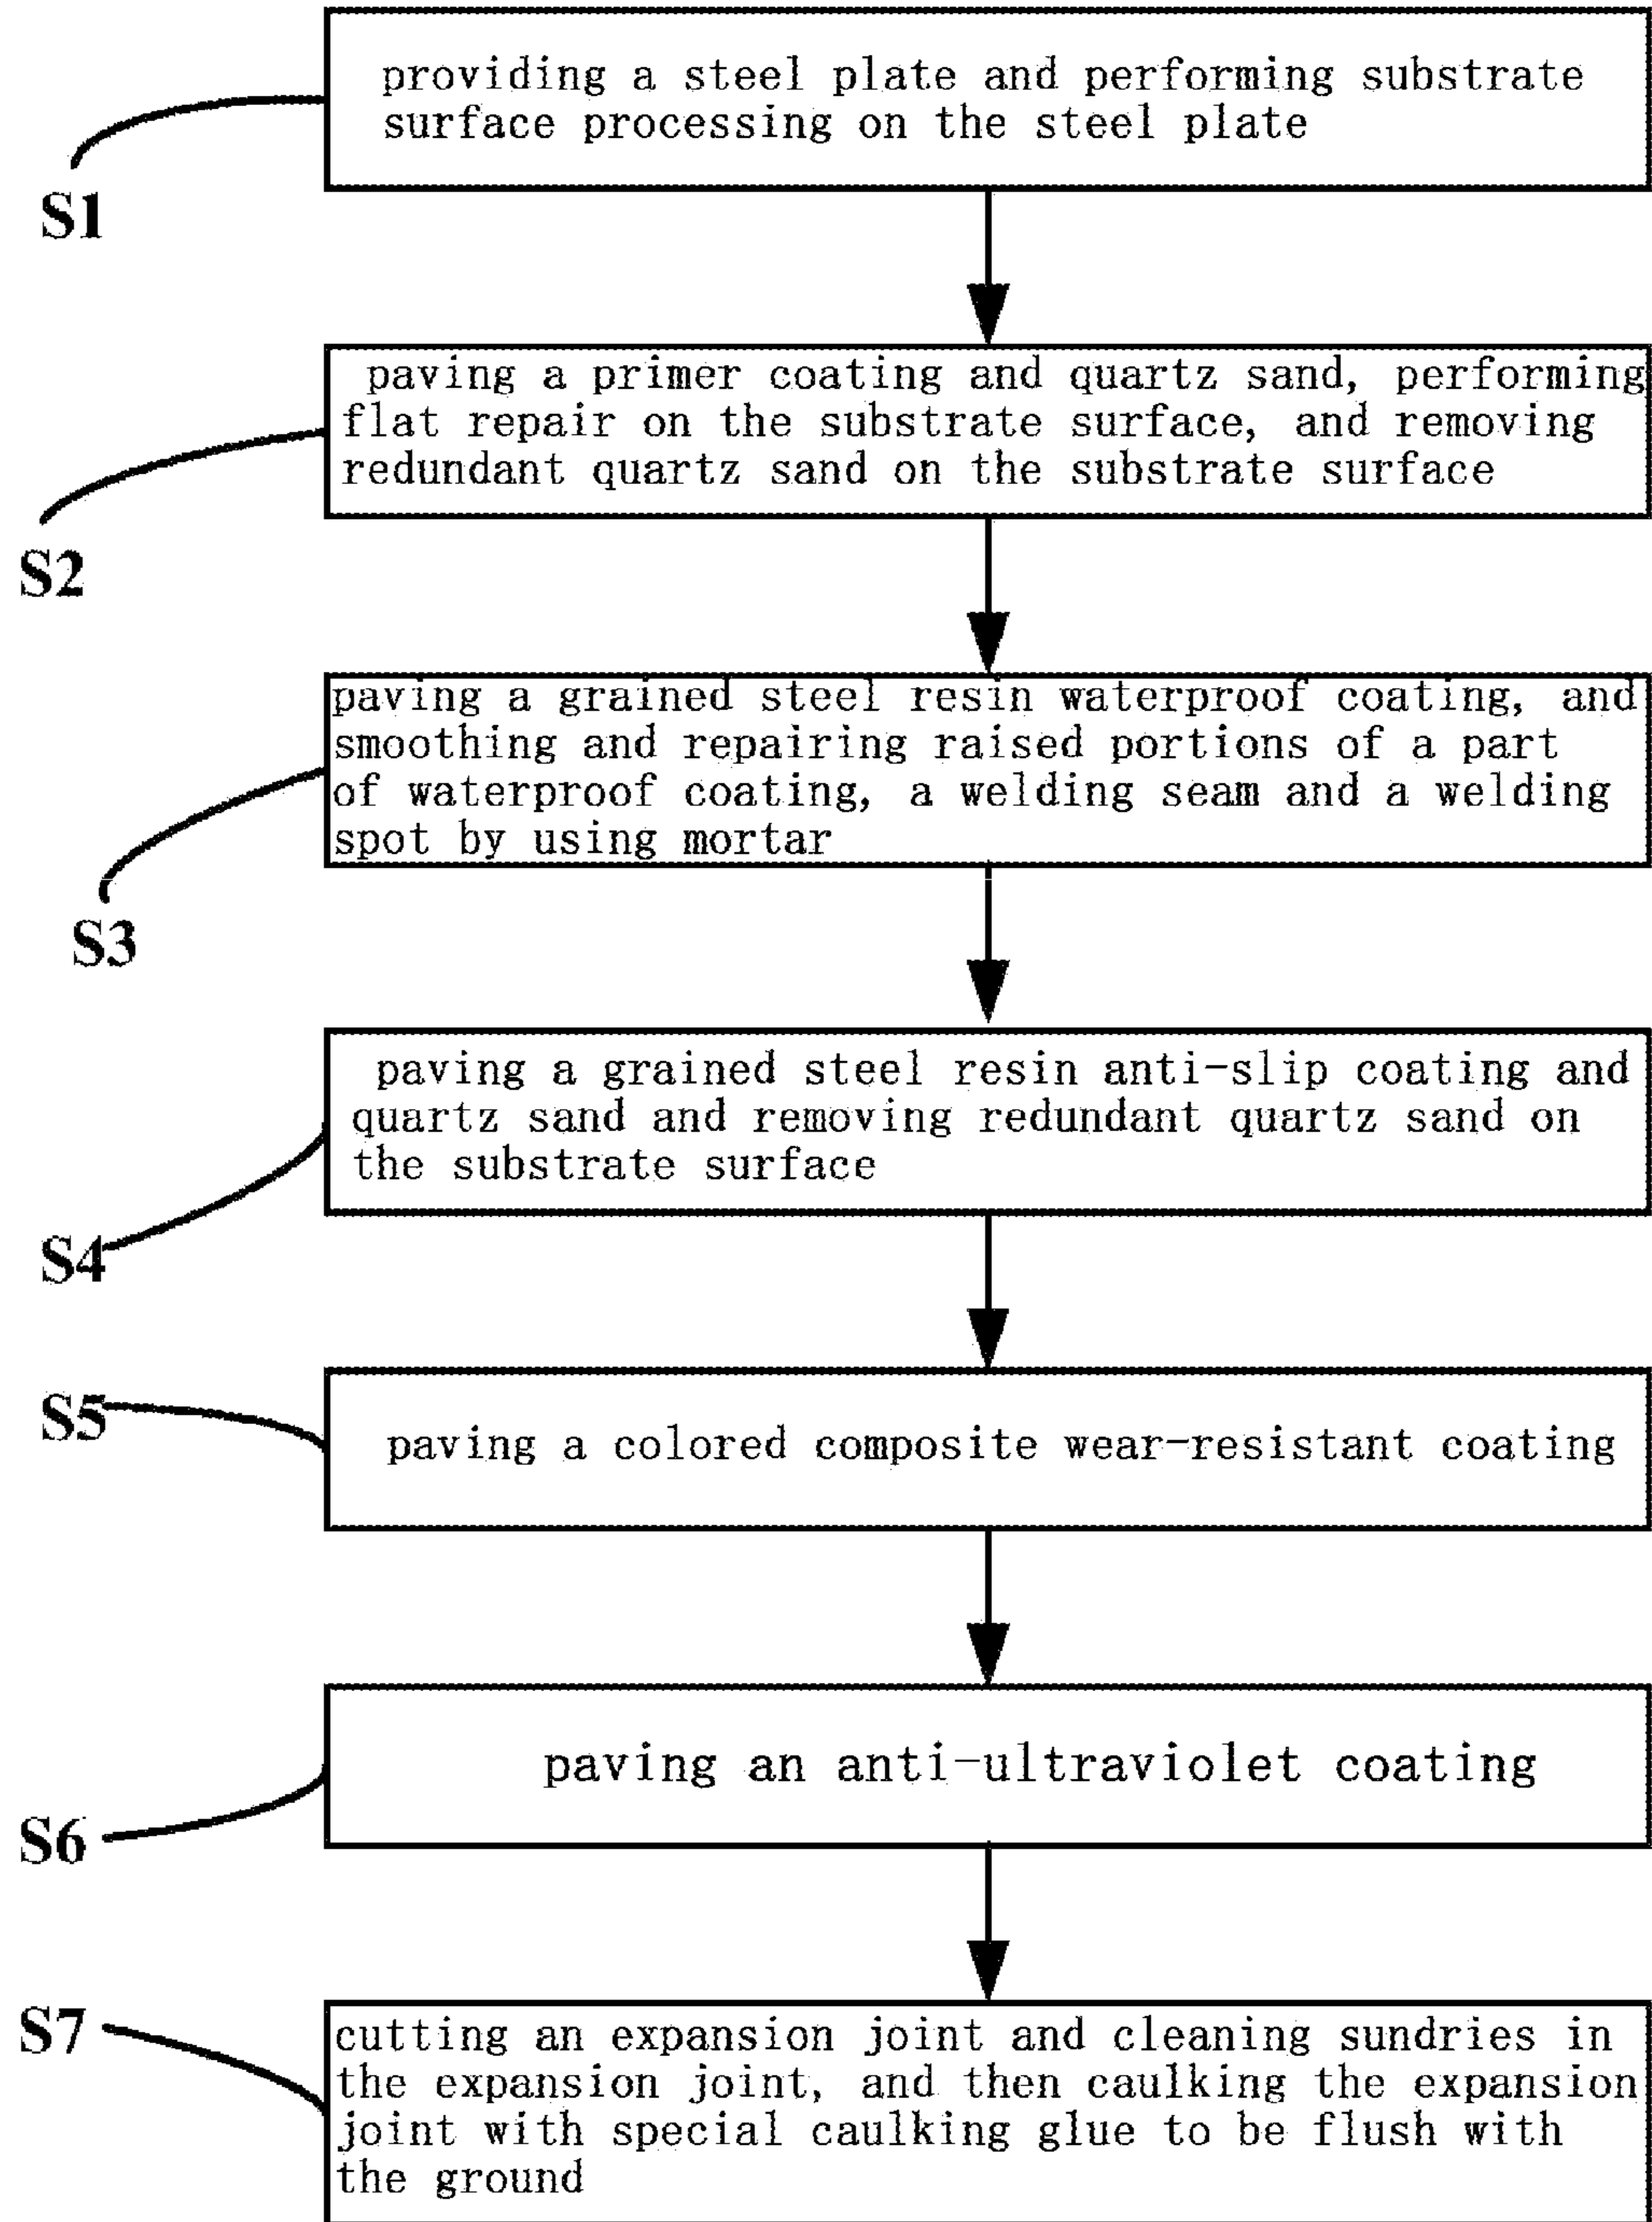 providing a steel plate and performing substrate
surface processing on the steel plate
S1
paving a primer coating and quartz sand, performing
flat repair on the substrate surface, and removing
redundant quartz sand on the substrate surface
S2
paving a grained steel resin waterproof coating, and
smoothing and repairing raised portions of a part
of waterproof coating, a welding seam and a welding
spot by using mortar
S3
paving a grained steel resin anti-slip coating and
quartz sand and removing redundant quartz sand on
the substrate surface
S4
S5
paving a colored composite wear-resistant coating
paving an anti-ultraviolet coating
S6
S7
cutting an expansion joint and cleaning sundries in
the expansion joint, and then caulking the expansion
joint with special caulking glue to be flush with
the ground